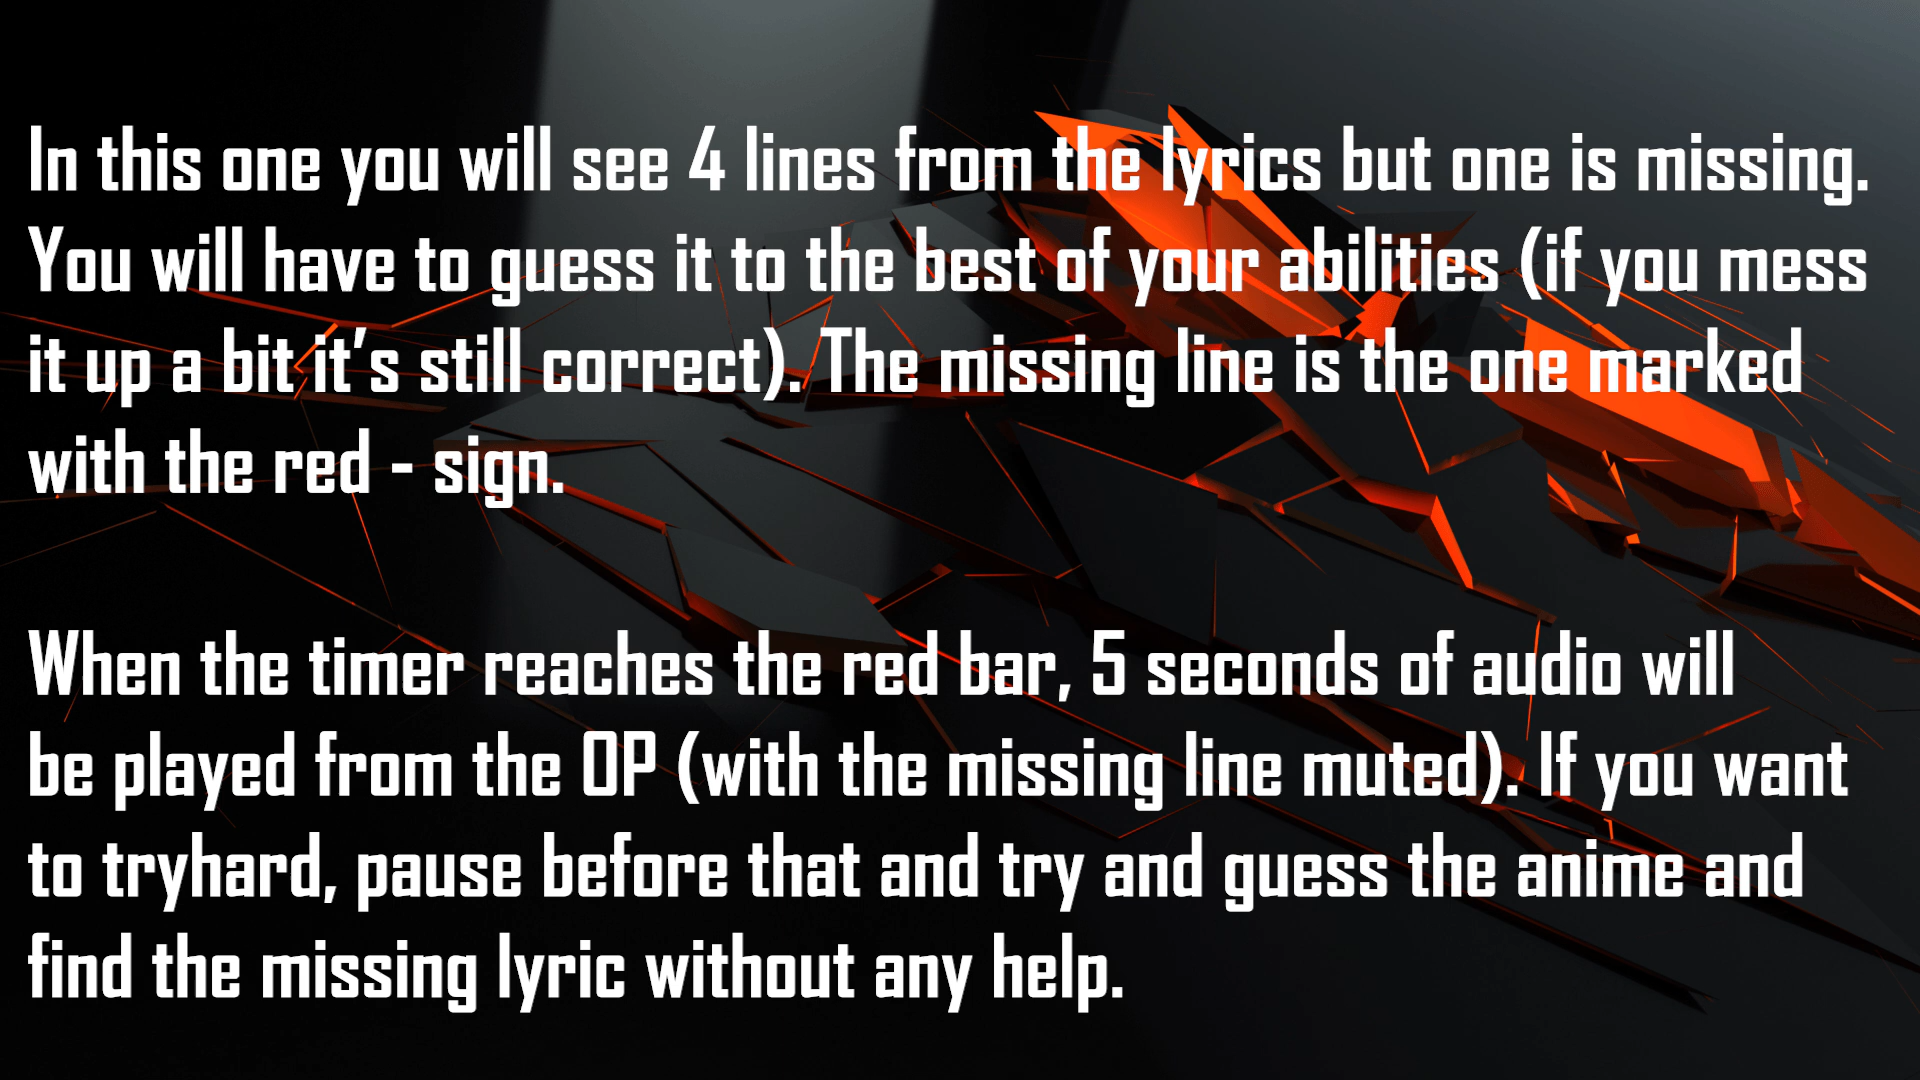 In this one you will see 4 lines from the lyrics but one is missing.
You will have to guess it to the best of your abilities (if you mess
it up a bit it's still correct). The missing line is the one marked
with the red - sign.
When the timer reaches the red bar, 5 seconds of audio will
be played from the OP (with the missing line muted). If you want
to tryhard, pause before that and try and guess the anime and
find the missing lyric without any help.